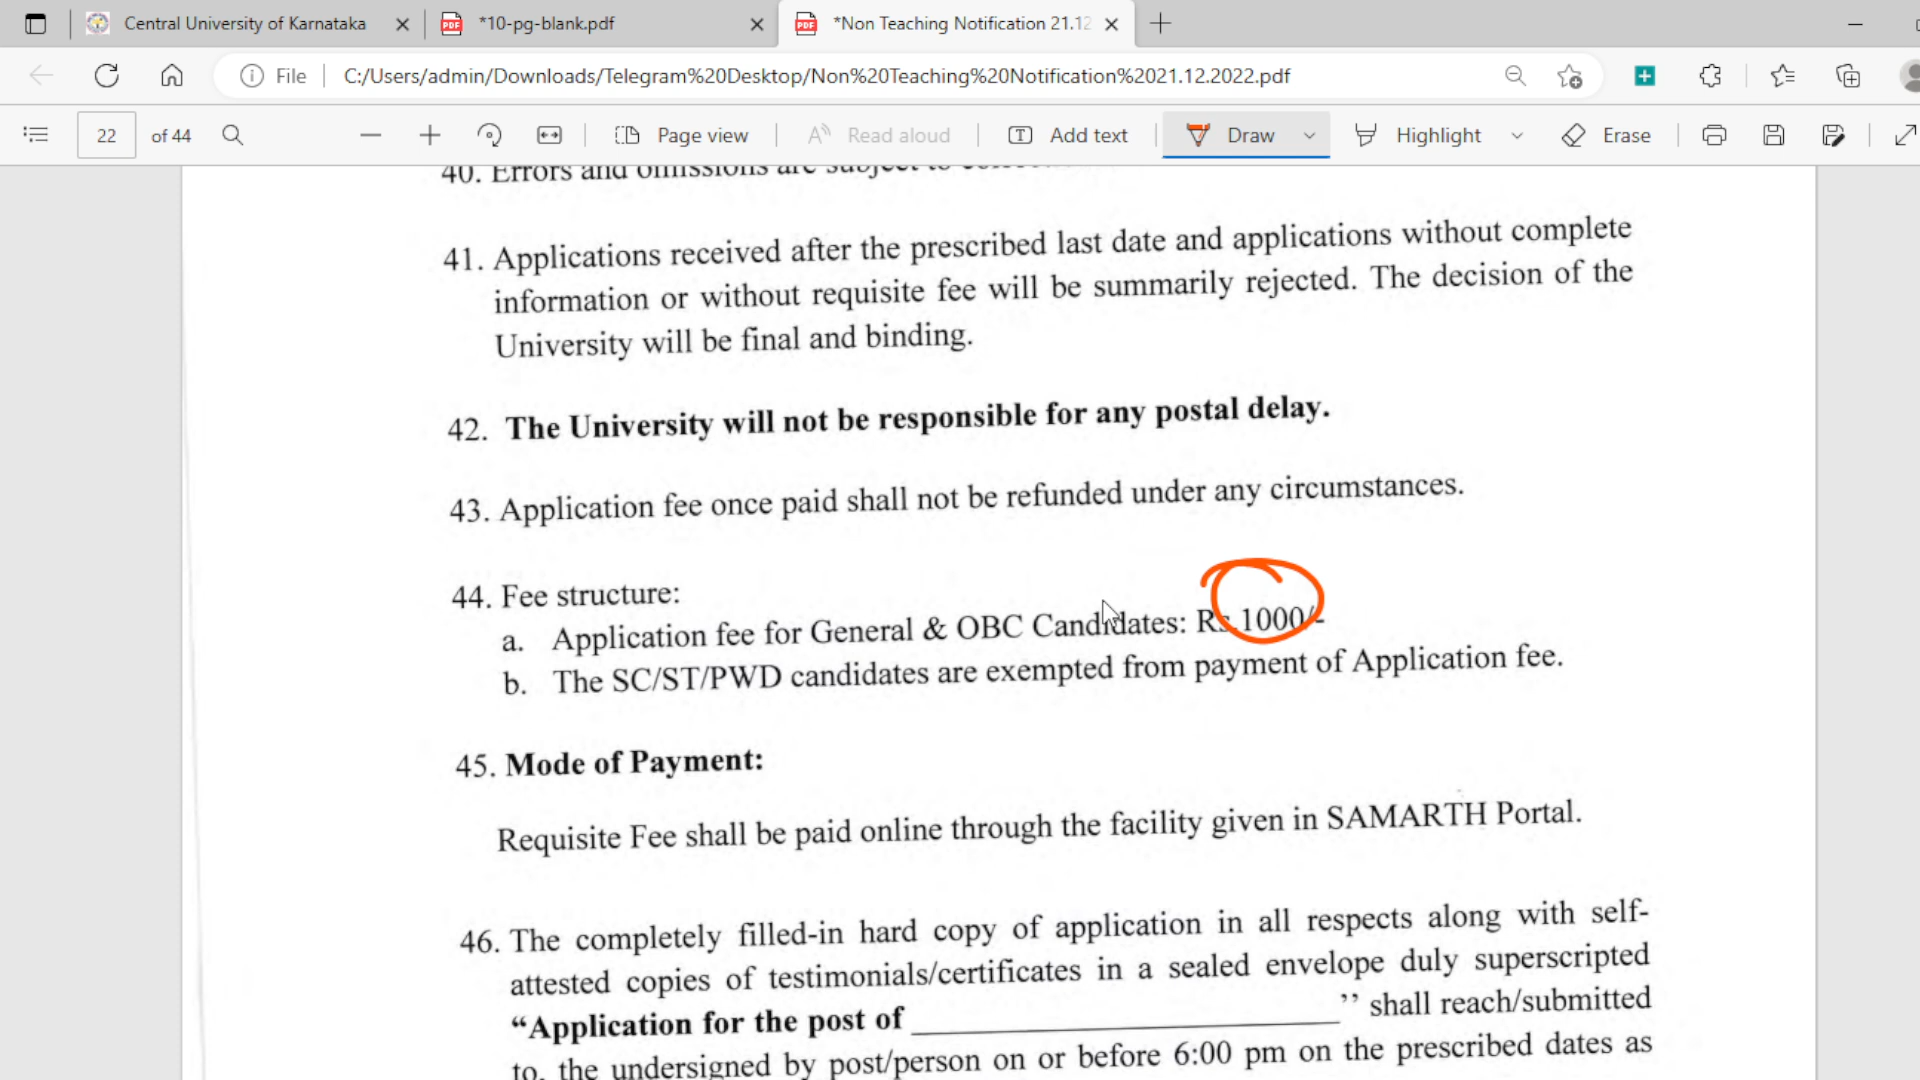 Central University of Karnataka
*10-pg-blank.pdf
*Non Teaching Notification 21.12
File
C:/Users/admin/Downloads/Telegram%20Desktop/Non%20Teaching%20Notification%2021.12.2022.pdf
22 of 44
Page view
Read aloud
Add text
Draw
Highlight
Erase
40. Errors and omissions are subject to
41. Applications received after the prescribed last date and applications without complete
information or without requisite fee will be summarily rejected. The decision of the
University will be final and binding.
42. The University will not be responsible for any postal delay.
43. Application fee once paid shall not be refunded under any circumstances.
44. Fee structure:
a. Application fee for General & OBC Candidates: Rs.1000/-
b. The SC/ST/PWD candidates are exempted from payment of Application fee.
45. Mode of Payment:
Requisite Fee shall be paid online through the facility given in SAMARTH Portal.
46. The completely filled-in hard copy of application in all respects along with self-
attested copies of testimonials/certificates in a sealed envelope duly superscripted
“Application for the post of ______________________________ ’’ shall reach/submitted
to, the undersigned by post/person on or before 6:00 pm on the prescribed dates as